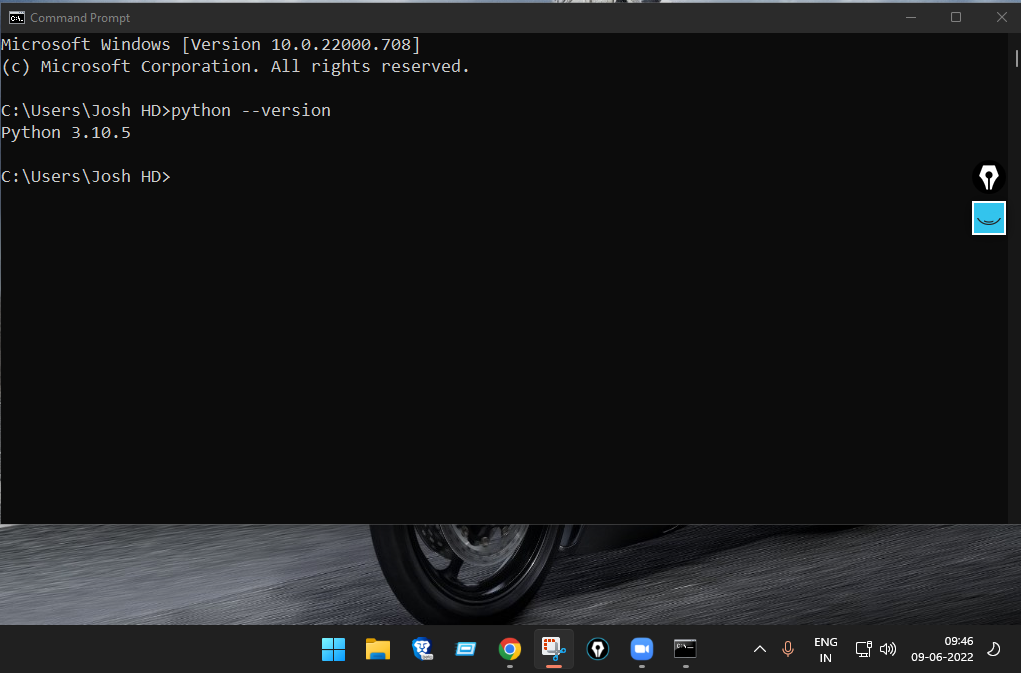 Command Prompt
Microsoft Windows [Version 10.0.22000.708]
(c) Microsoft Corporation. All rights reserved.
C:\Users\Josh HD>python --version
Python 3.10.5
C:\Users\Josh HD>
ENG
IN
09:46
09-06-2022